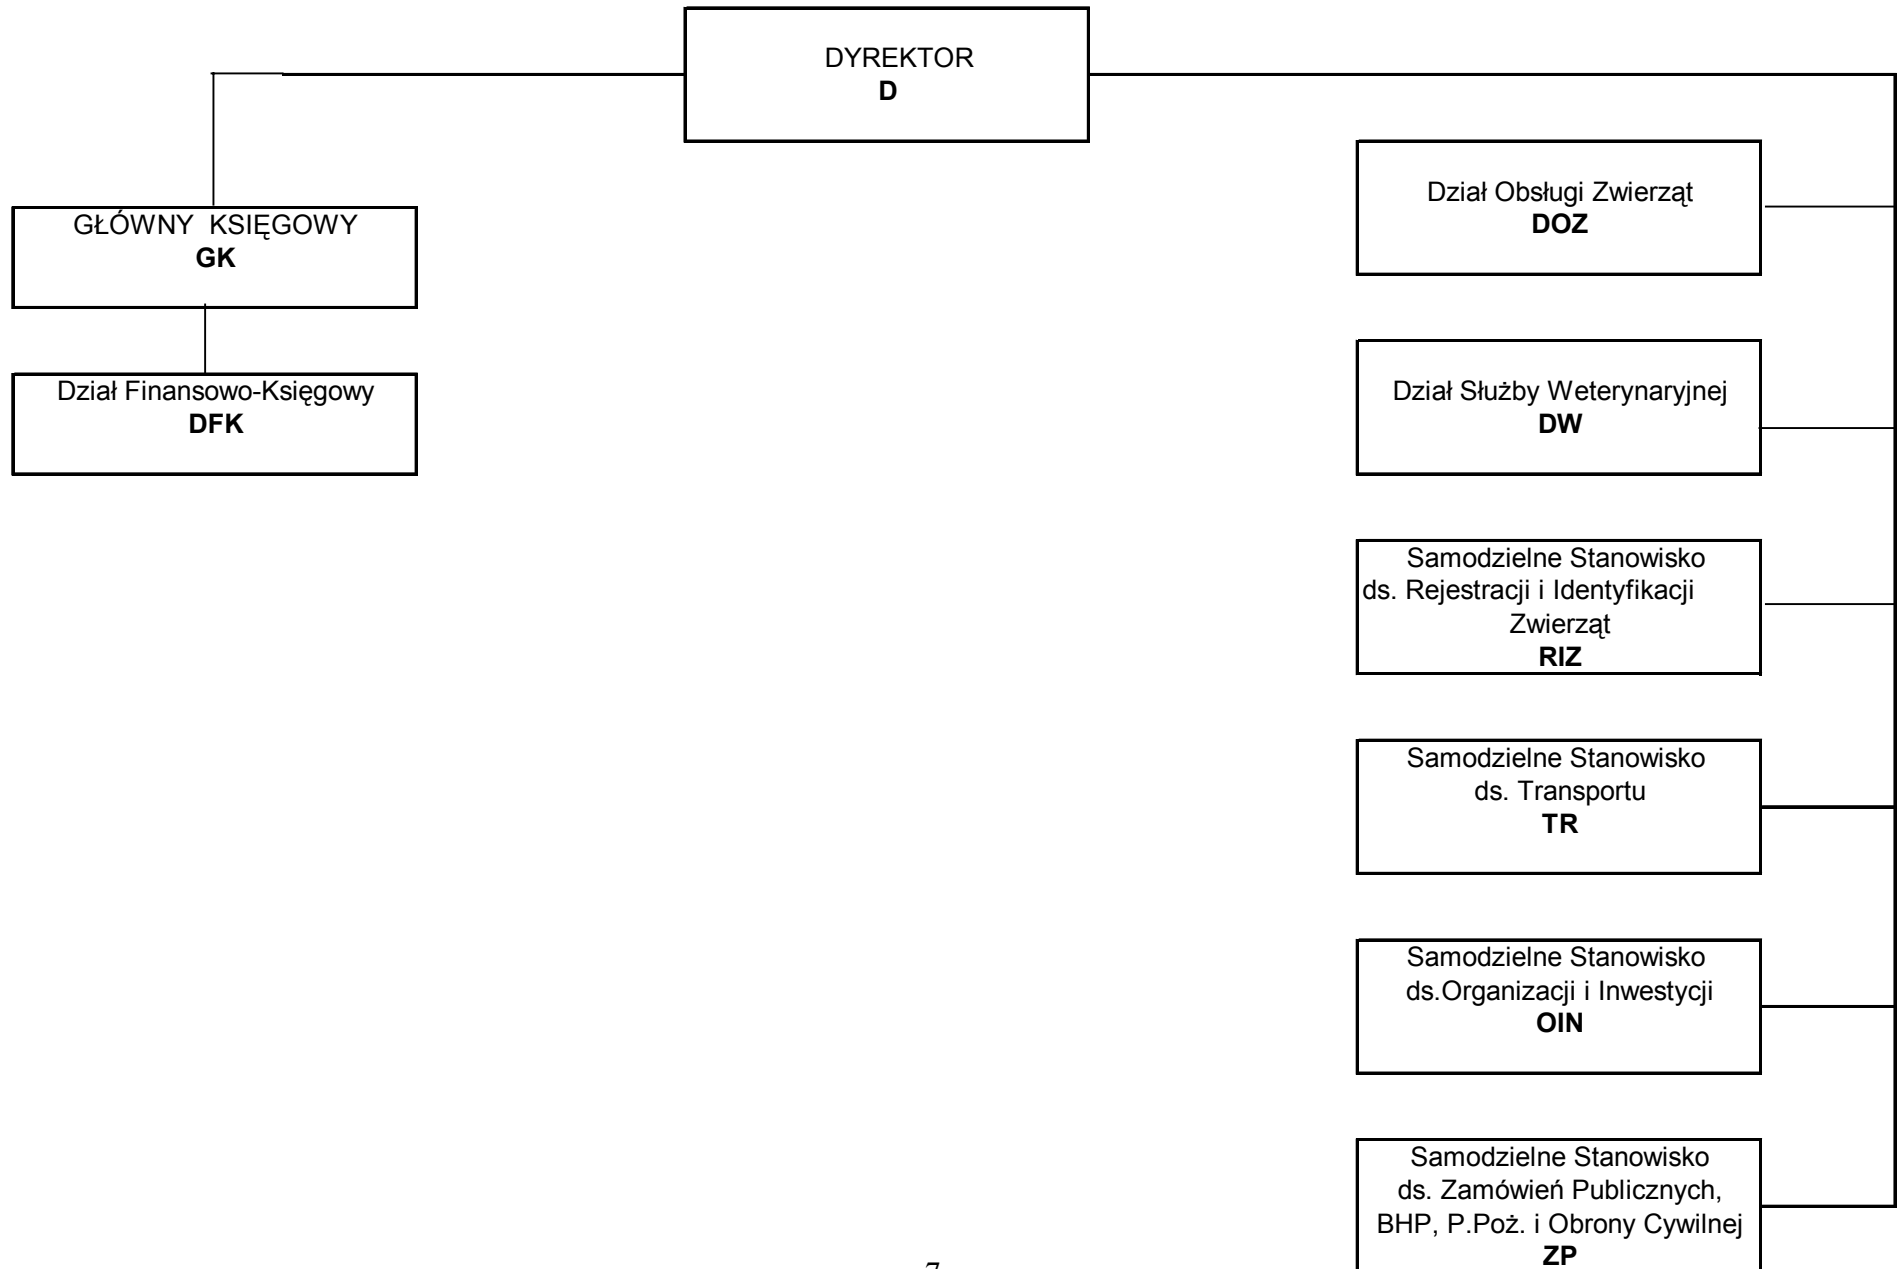 DYREKTOR
D
GŁÓWNY KSIĘGOWY
GK
Dział Finansowo-Księgowy
DFK
Dział Obsługi Zwierząt
DOZ
Dział Służby Weterynaryjnej
DW
Samodzielne Stanowisko
ds. Rejestracji i Identyfikacji
Zwierząt
RIZ
Samodzielne Stanowisko
ds. Transportu
TR
Samodzielne Stanowisko
ds.Organizacji i Inwestycji
OIN
Samodzielne Stanowisko
ds. Zamówień Publicznych,
BHP, P.Poż. i Obrony Cywilnej
ZP
7